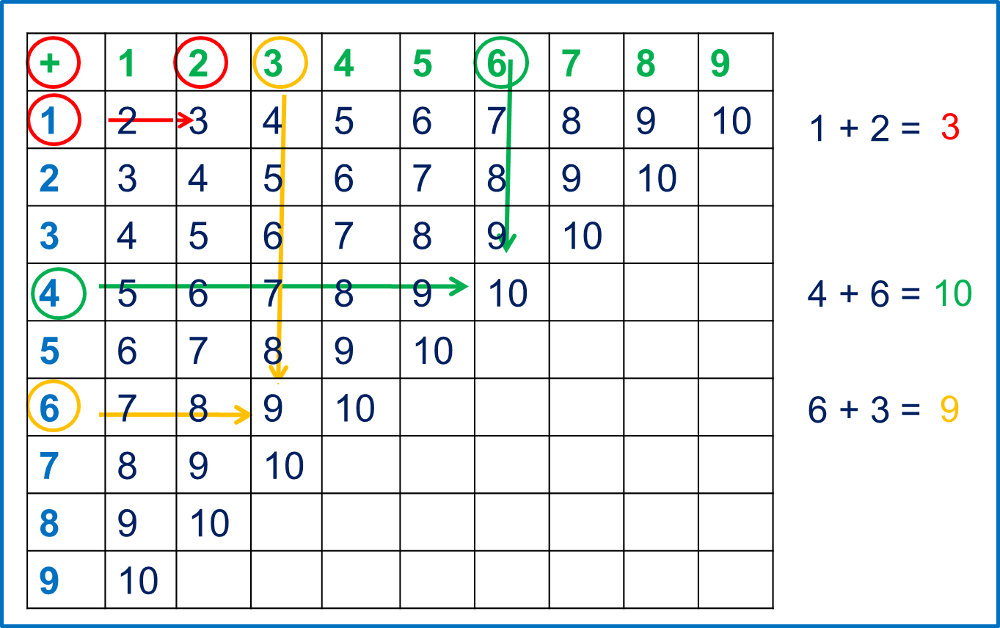 + 1 2 3 4 5 6 7 8 9
1 2 3 4 5 6 7 8 9 10 1 + 2 = 3
2 3 4 5 6 7 8 9 10
3 4 5 6 7 8 9 10
4 5 6 7 8 9 10 4 + 6 = 10
5 6 7 8 9 10
6 7 8 9 10 6 + 3 = 9
7 8 9 10
8 9 10
9 10